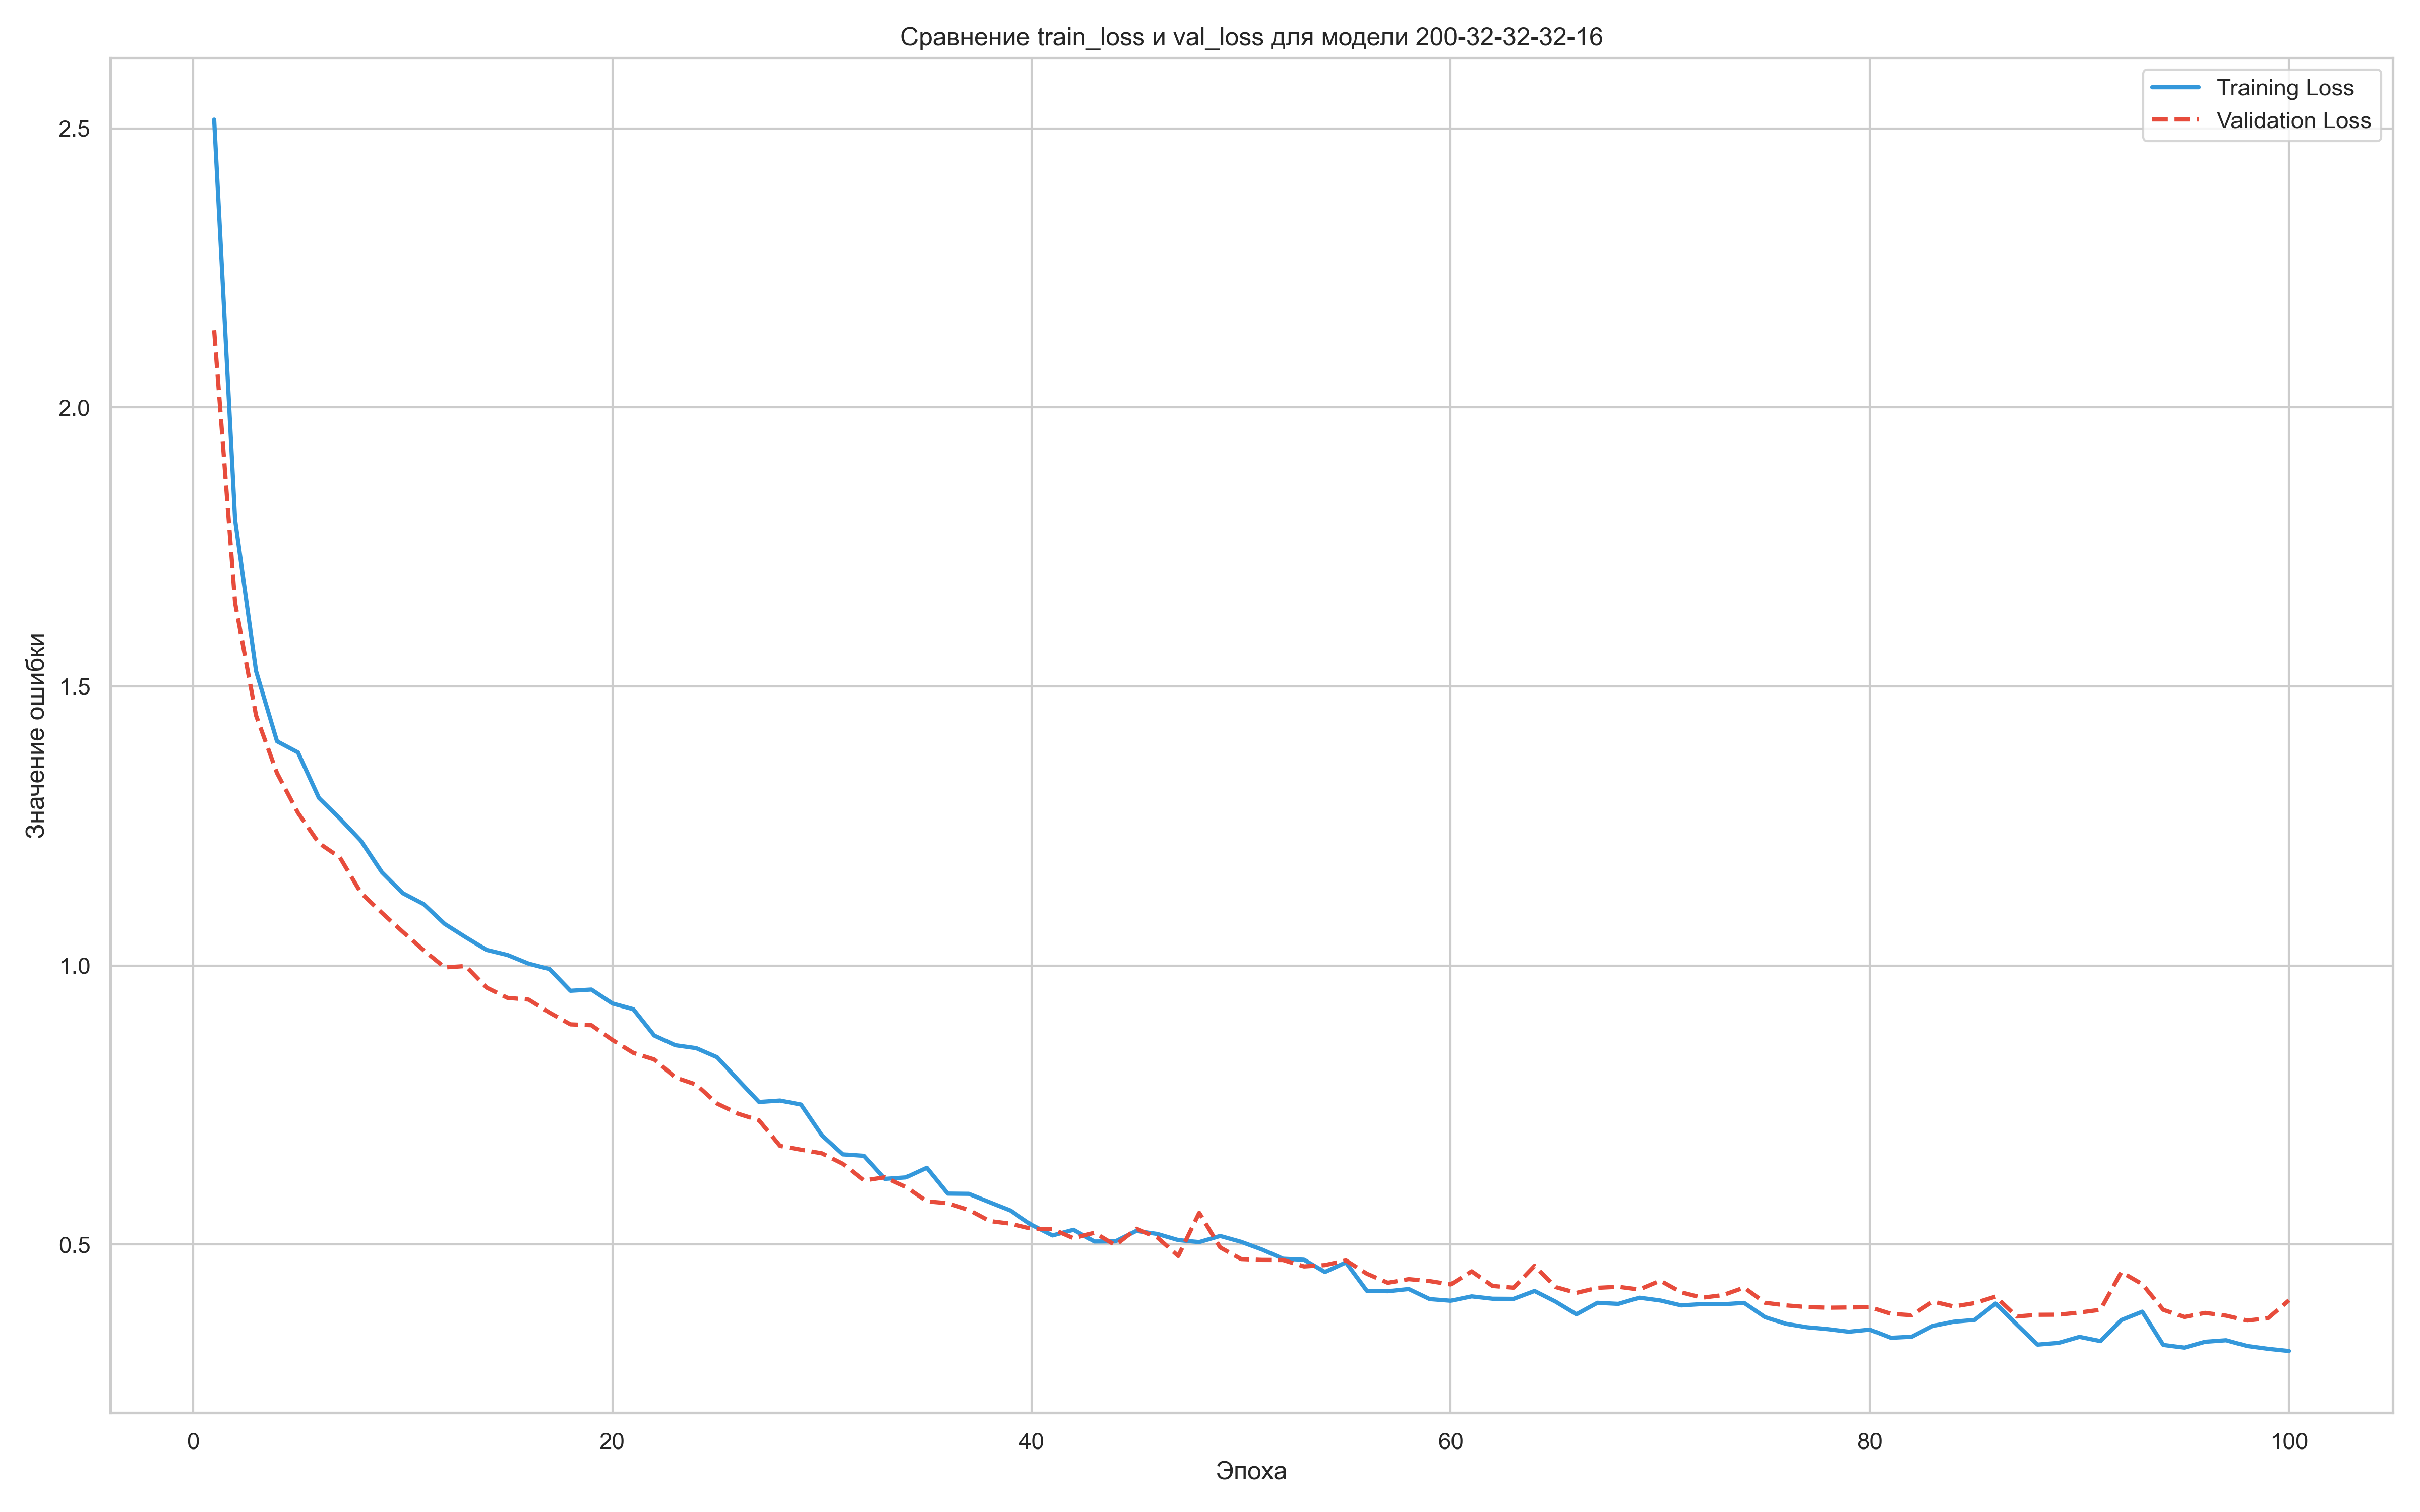 Сравнение train_loss и val_loss для модели 200-32-32-32-16
Training Loss
Validation Loss
2.5
2.0
1.5
1.0
0.5
Значение ошибки
0
20
40
60
80
100
Эпоха